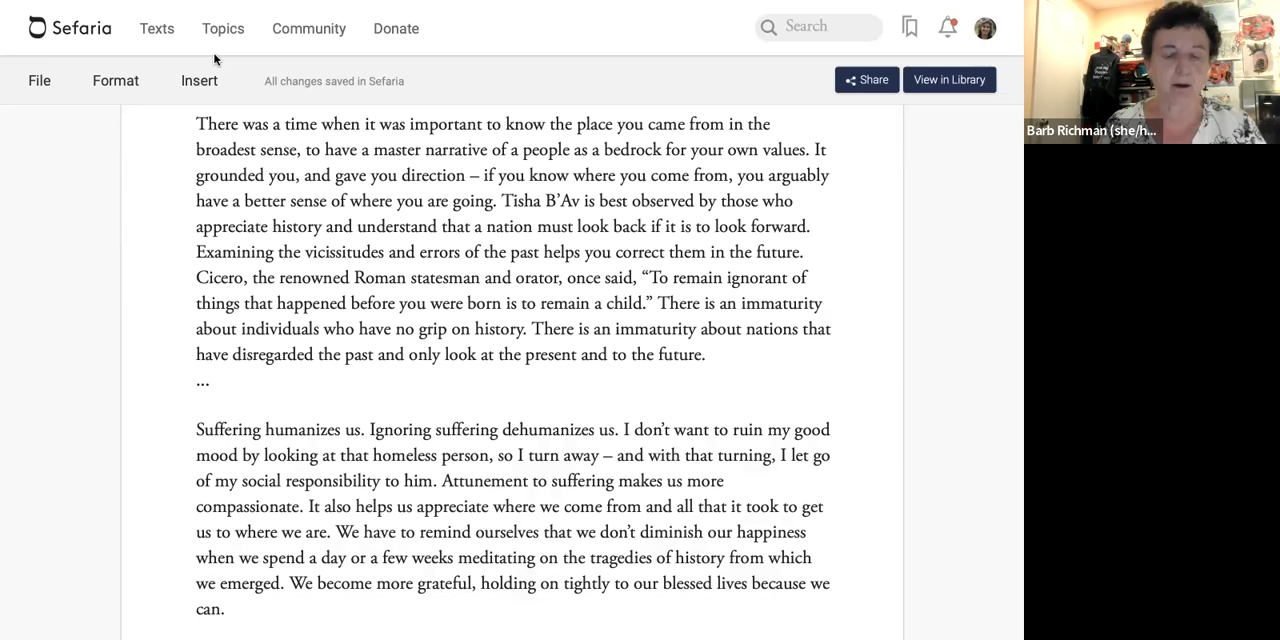 Sefaria Texts Topics Community Donate Search
File Format Insert All changes saved in Sefaria Share View in Library
There was a time when it was important to know the place you came from in the
broadest sense, to have a master narrative of a people as a bedrock for your own values. It
grounded you, and gave you direction – if you know where you come from, you arguably
have a better sense of where you are going. Tisha B’Av is best observed by those who
appreciate history and understand that a nation must look back if it is to look forward.
Examining the vicissitudes and errors of the past helps you correct them in the future.
Cicero, the renowned Roman statesman and orator, once said, “To remain ignorant of
things that happened before you were born is to remain a child.” There is an immaturity
about individuals who have no grip on history. There is an immaturity about nations that
have disregarded the past and only look at the present and to the future.
...
Suffering humanizes us. Ignoring suffering dehumanizes us. I don’t want to ruin my good
mood by looking at that homeless person, so I turn away – and with that turning, I let go
of my social responsibility to him. Attunement to suffering makes us more
compassionate. It also helps us appreciate where we come from and all that it took to get
us to where we are. We have to remind ourselves that we don’t diminish our happiness
when we spend a day or a few weeks meditating on the tragedies of history from which
we emerged. We become more grateful, holding on tightly to our blessed lives because we
can.
Barb Richman (she/h...